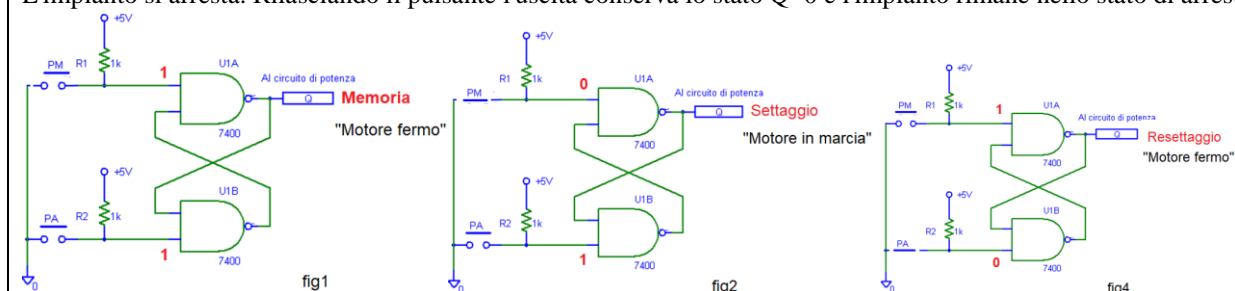 L'impianto si arresta. Rilasciando il pulsante l'uscita conserva lo stato Q=0 e l'impianto rimane nello stato di
+5V
PM
R1
1k
1
U1A
Al circuito di potenza
Q
Memoria
"Motore fermo"
7400
+5V
PA
R2
1k
1
U1B
7400
0
fig1
+5V
PM
R1
1k
0
U1A
Al circuito di potenza
Q
Settaggio
"Motore in marcia"
7400
+5V
PA
R2
1k
1
U1B
7400
0
fig2
+5V
PM
R1
1k
1
U1A
Al circuito di potenza
Q
Resettaggio
"Motore fermo"
7400
+5V
PA
R2
1k
0
U1B
7400
0
fig4